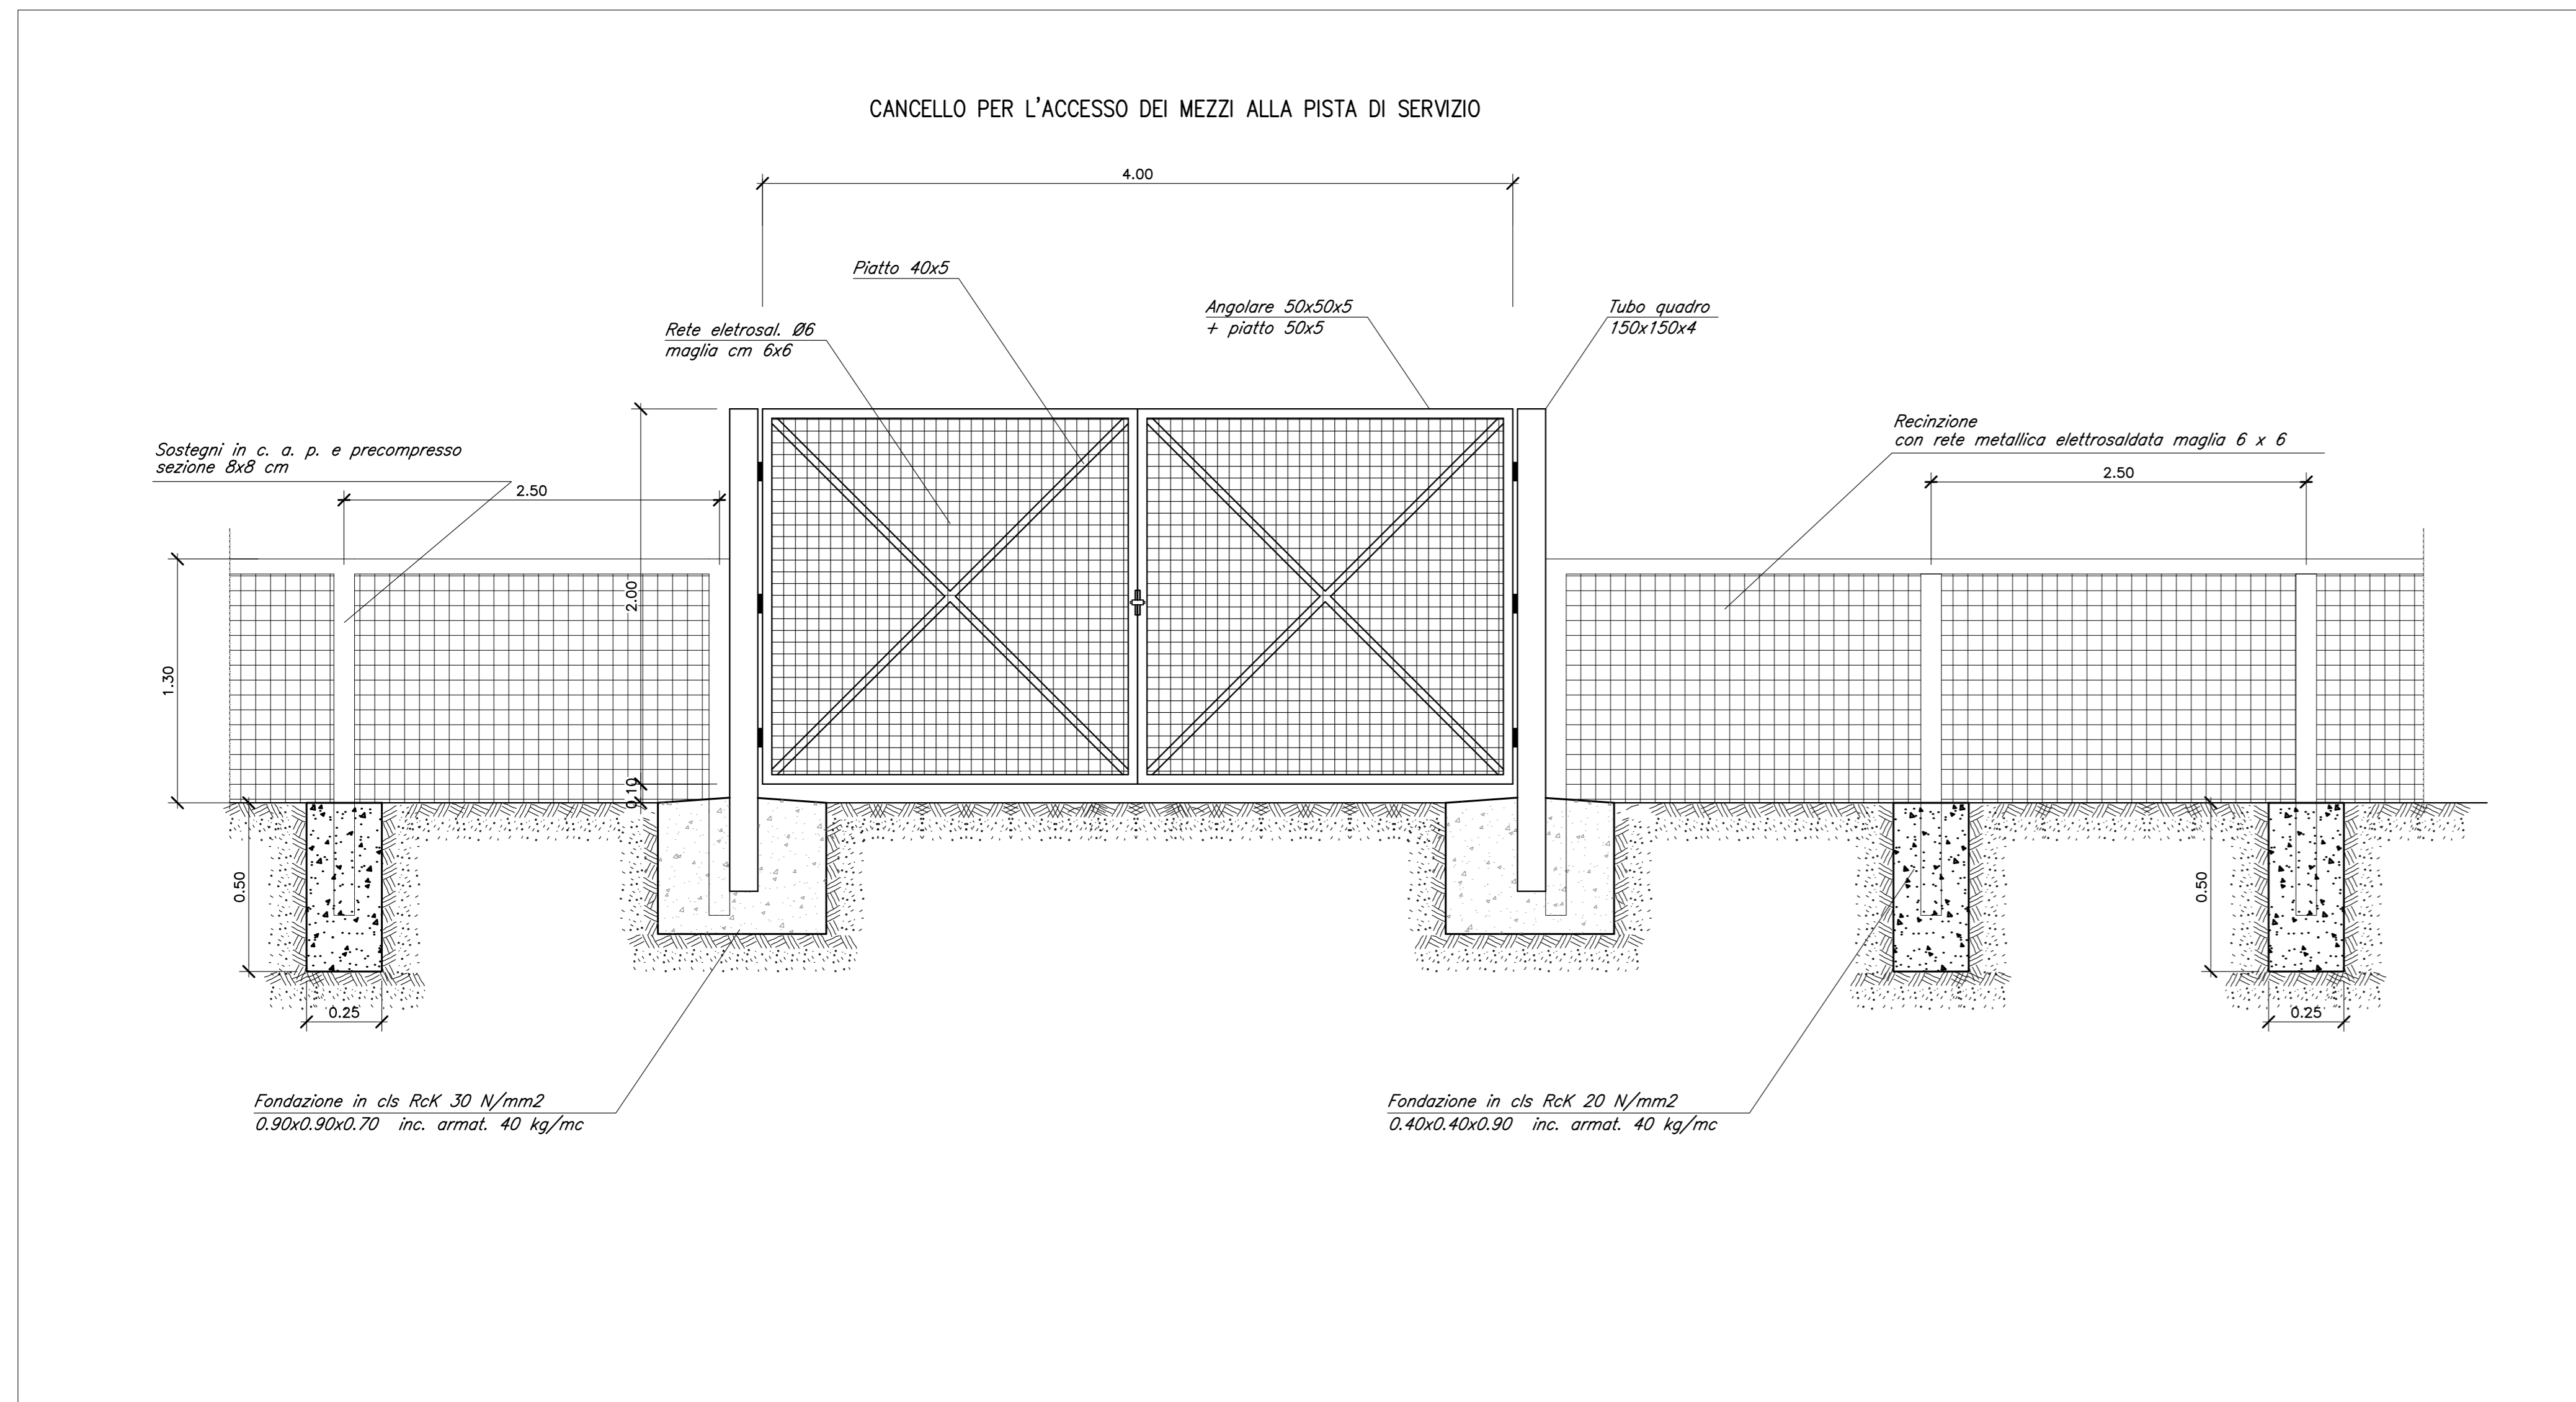 CANCELLO PER L'ACCESSO DEI MEZZI ALLA PISTA DI SERVIZIO
4.00
Piatto 40x5
Rete eletrosal. Ø6
maglia cm 6x6
Angolare 50x50x5
+ piatto 50x5
Tubo quadro
150x150x4
Sostegni in c. a. p. e precompresso
sezione 8x8 cm
2.50
Recinzione
con rete metallica elettrosaldata maglia 6 x 6
2.50
2.00
1.30
0.10
0.50
0.50
0.25
0.25
Fondazione in cls RcK 30 N/mm2
0.90x0.90x0.70 inc. armat. 40 kg/mc
Fondazione in cls RcK 20 N/mm2
0.40x0.40x0.90 inc. armat. 40 kg/mc